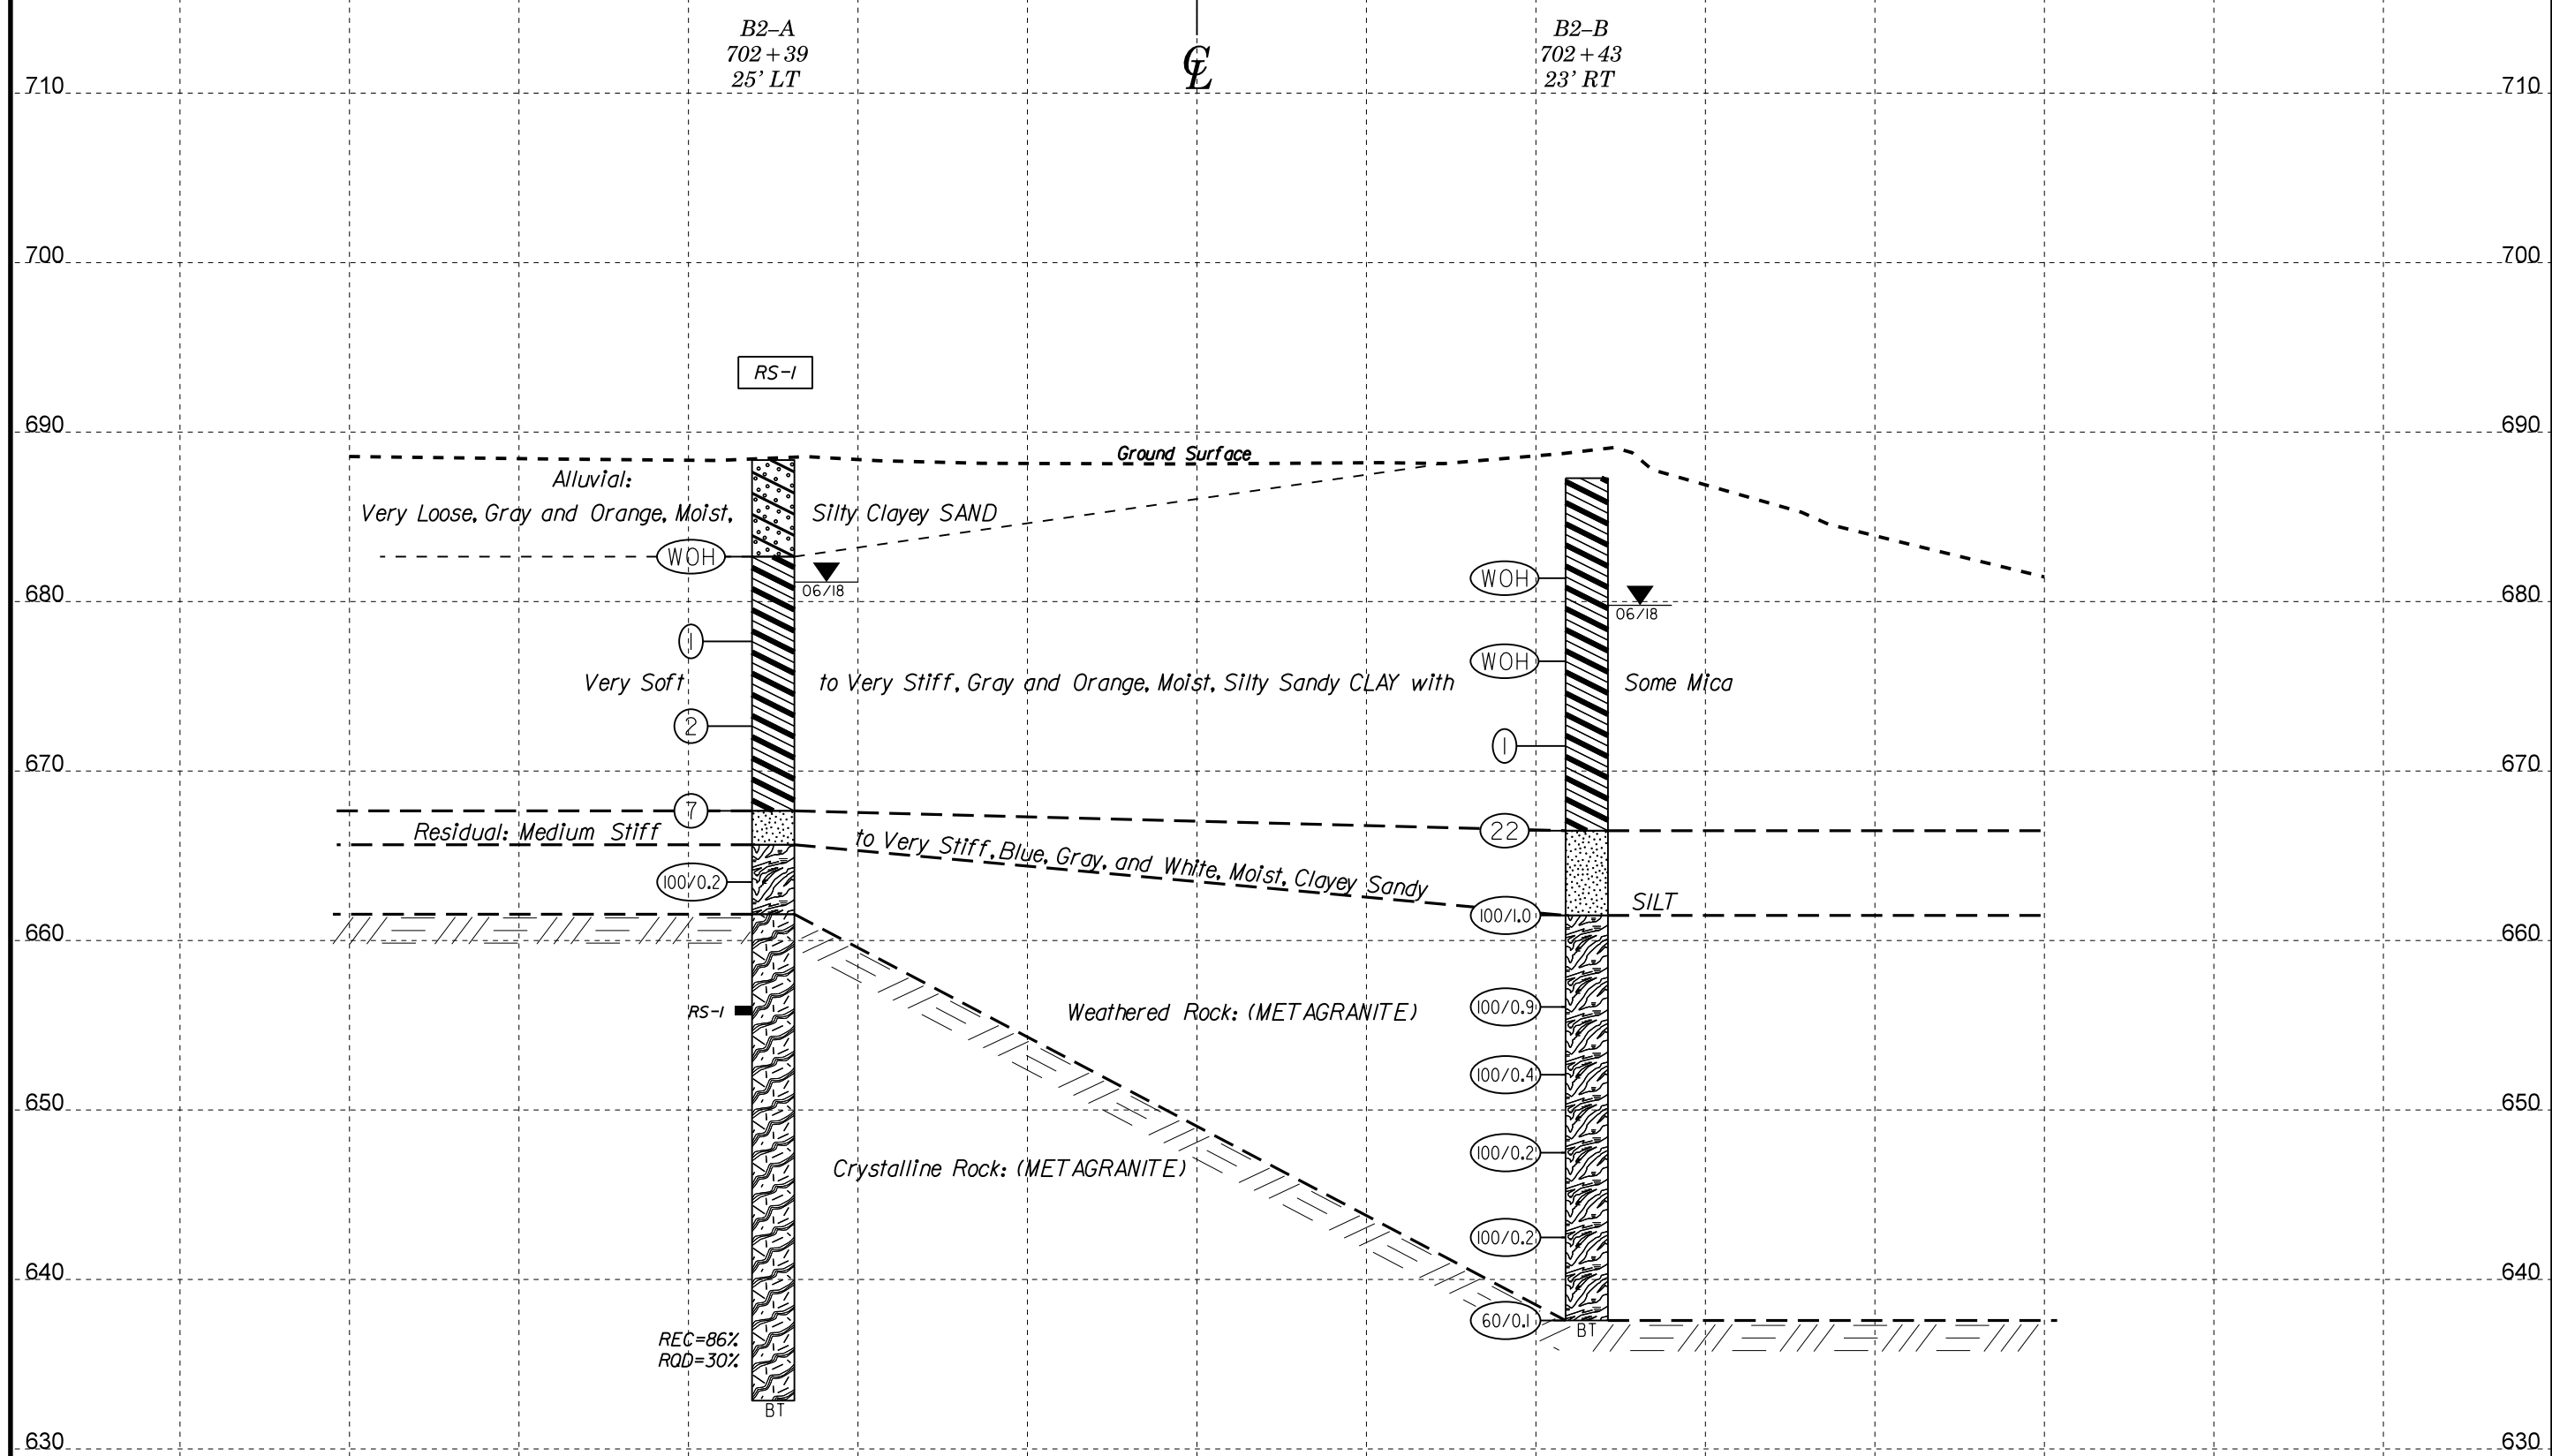 B2–A
702+39
25' LT
CL
B2–B
702+43
23' RT
710 710
700 700
RS-1
690 690
Ground Surface
Alluvial:
Very Loose, Gray and Orange, Moist, Silty Clayey SAND
WOH
WOH
06/18
680 680
06/18
1
WOH
Very Soft to Very Stiff, Gray and Orange, Moist, Silty Sandy CLAY with Some Mica
2
1
670 670
7
22
Residual: Medium Stiff to Very Stiff, Blue, Gray, and White, Moist, Clayey Sandy SILT
100/0.2
100/1.0
660 660
RS-1
Weathered Rock: (METAGRANITE)
100/0.9
100/0.4
650 650
100/0.2
Crystalline Rock: (METAGRANITE)
100/0.2
640 640
60/0.1
BT
REC=86%
RQD=30%
BT
630 630